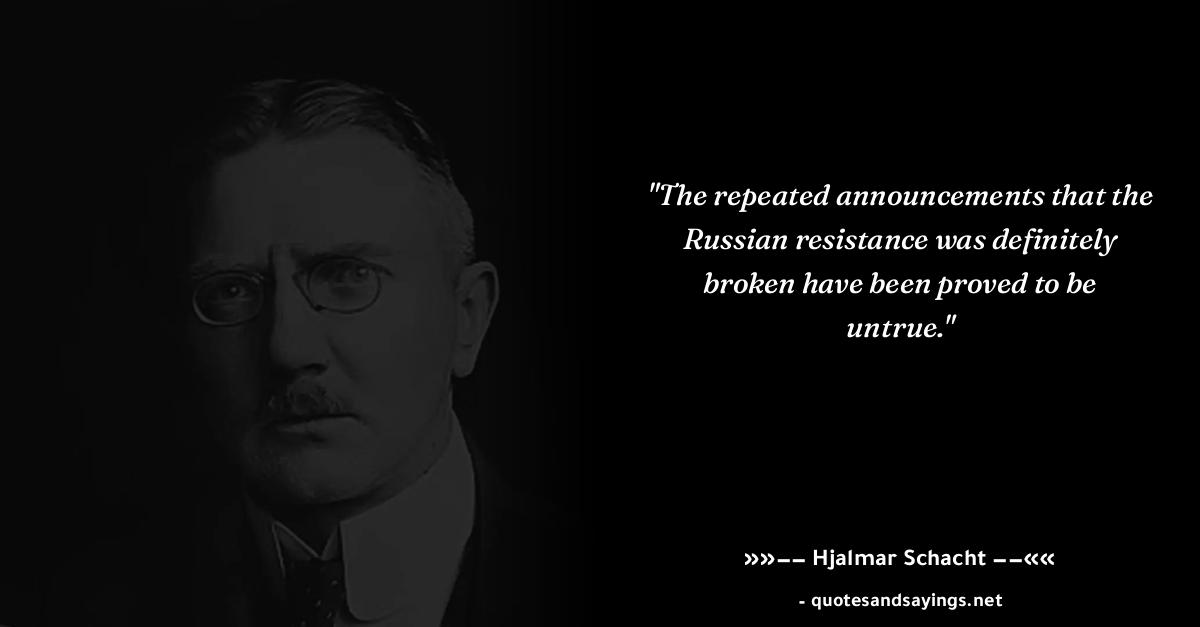 "The repeated announcements that the
Russian resistance was definitely
broken have been proved to be
untrue."
»»−− Hjalmar Schacht −−««
- quotesandsayings.net